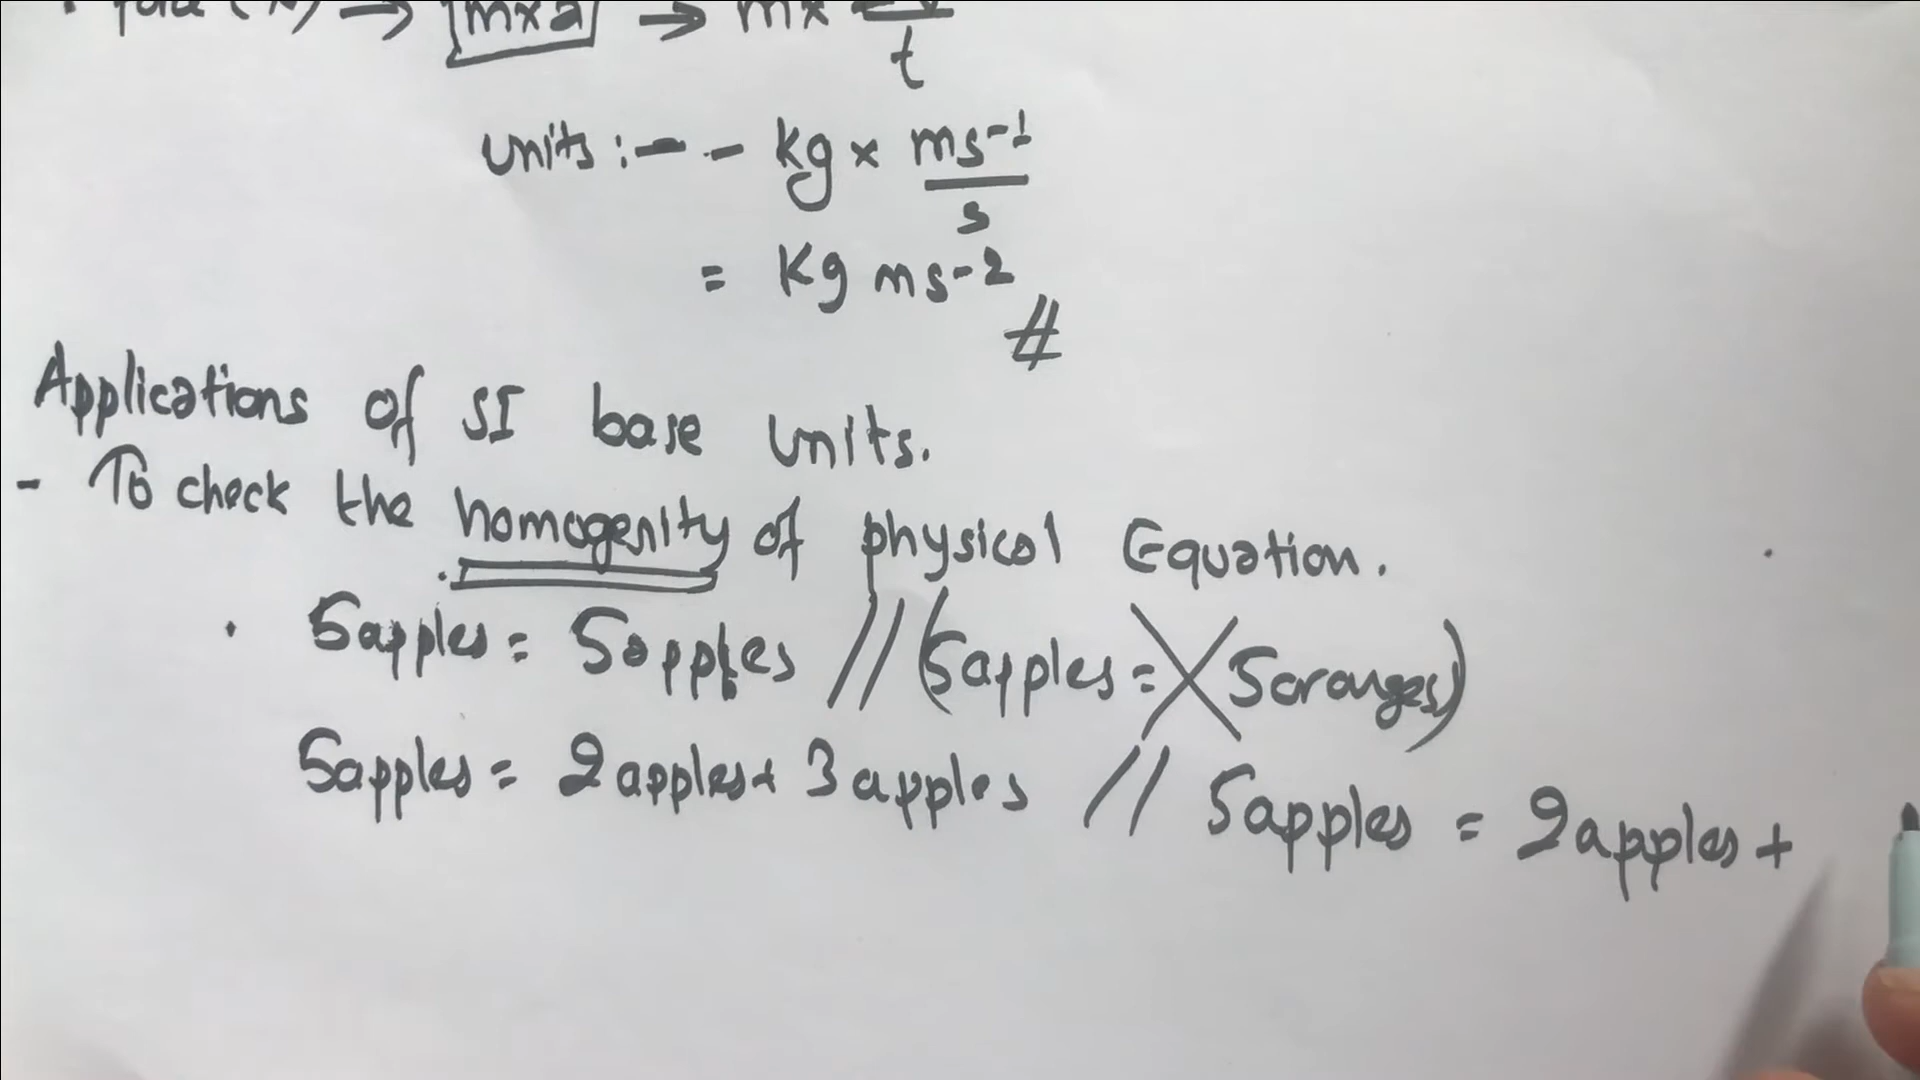 (N) → m×a → m×
t
units :- - kg × ms-1
s
= Kg ms-2
#
Applications of SI base units.
- To check the homogenity of physical Equation.
. 5apples = 5apples // (5apples = 5oranges)
5apples = 2apples + 3apples // 5apples = 2apples +